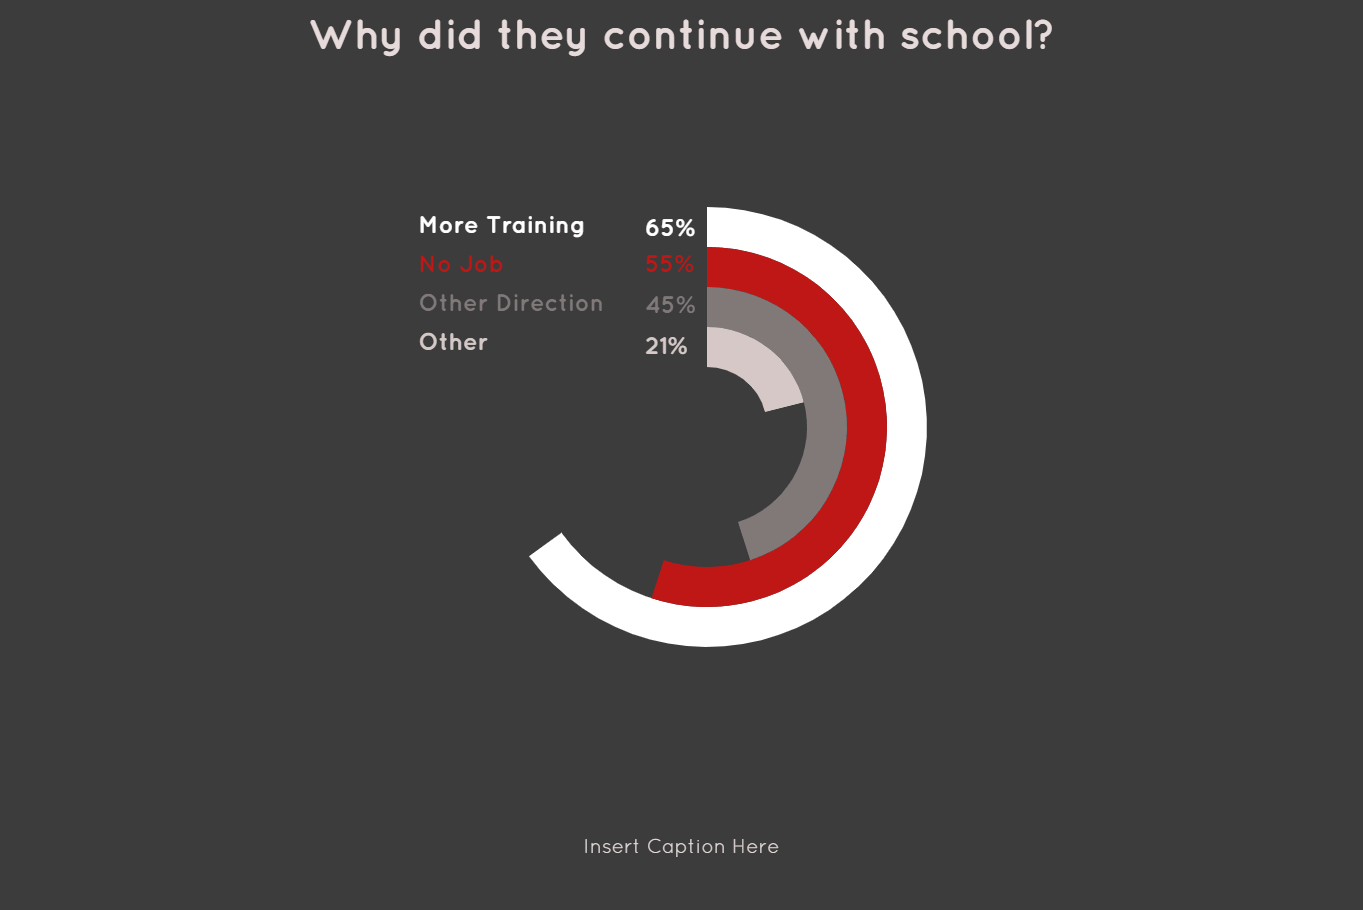 Why did they continue with school?
More Training 65%
No Job 55%
Other Direction 45%
Other 21%
Insert Caption Here